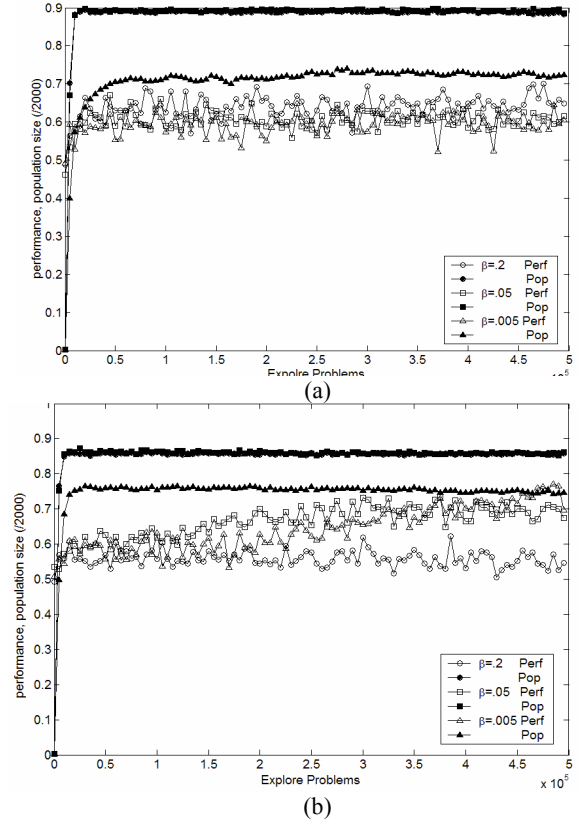 0.9
0.8
0.7
0.6
0.5
0.4
0.3
0.2
0.1
0
performance, population size (/2000)
β=.2 Perf
Pop
β=.05 Perf
Pop
β=.005 Perf
Pop
0 0.5 1 1.5 2 2.5 3 3.5 4 4.5 5
Expolre Problems
(a)
1
0.9
0.8
0.7
0.6
0.5
0.4
0.3
0.2
0.1
0
performance, population size (/2000)
β=.2 Perf
Pop
β=.05 Perf
Pop
β=.005 Perf
Pop
0 0.5 1 1.5 2 2.5 3 3.5 4 4.5 5
Explore Problems
x 10⁵
(b)